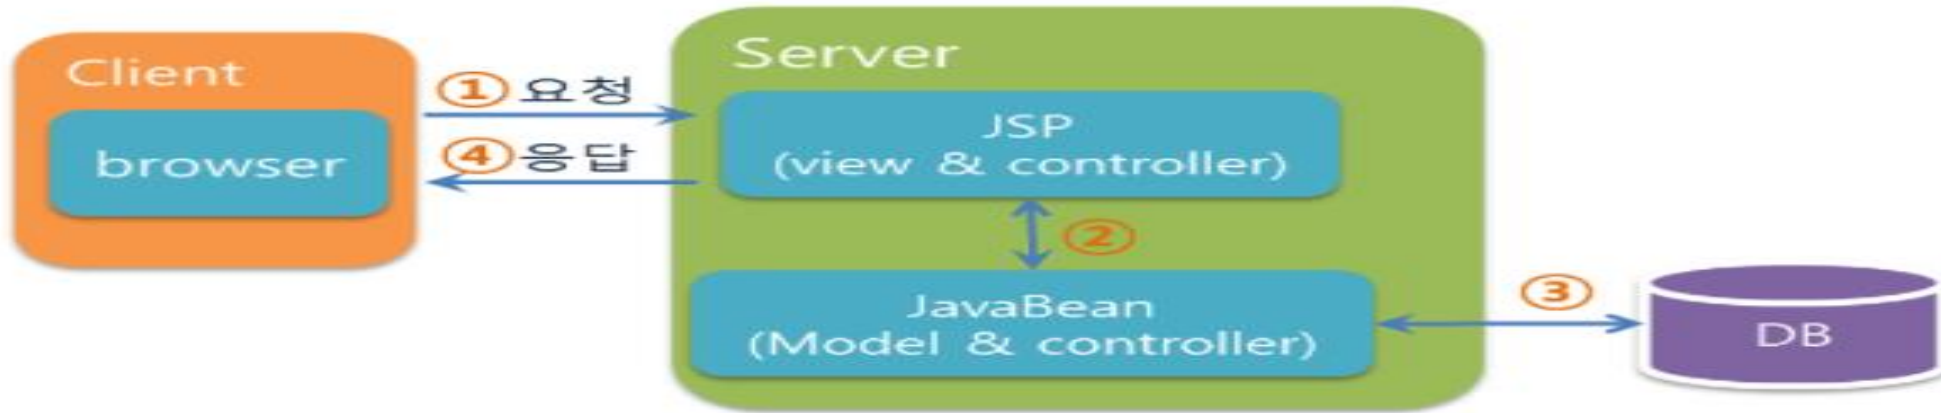 Client
browser
① 요청
④ 응답
Server
JSP
(view & controller)
②
JavaBean
(Model & controller)
③
DB